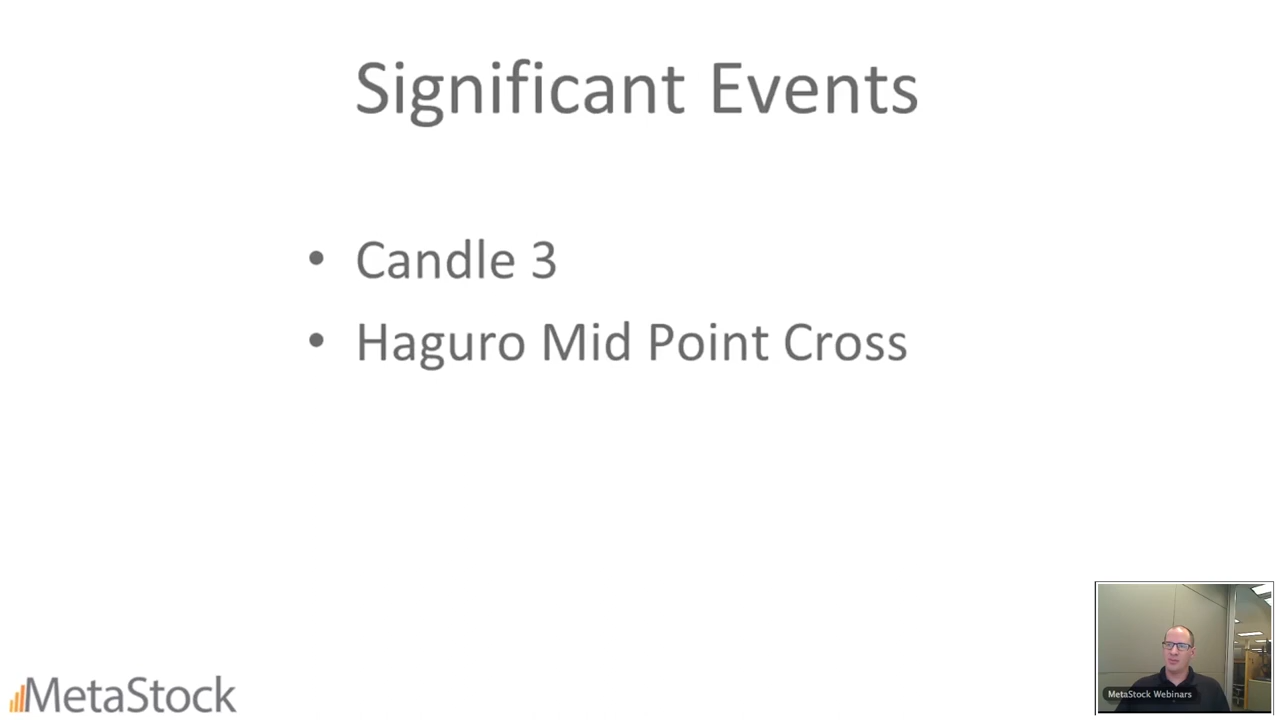 Significant Events
• Candle 3
• Haguro Mid Point Cross
MetaStock
MetaStock Webinars